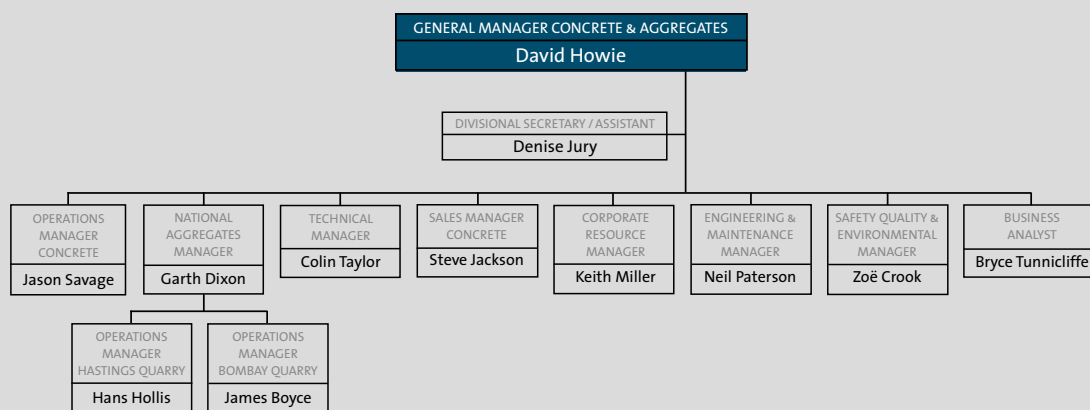 GENERAL MANAGER CONCRETE & AGGREGATES
David Howie
DIVISIONAL SECRETARY / ASSISTANT
Denise Jury
OPERATIONS
MANAGER
CONCRETE
Jason Savage
NATIONAL
AGGREGATES
MANAGER
Garth Dixon
TECHNICAL
MANAGER
Colin Taylor
SALES MANAGER
CONCRETE
Steve Jackson
CORPORATE
RESOURCE
MANAGER
Keith Miller
ENGINEERING &
MAINTENANCE
MANAGER
Neil Paterson
SAFETY QUALITY &
ENVIRONMENTAL
MANAGER
Zoë Crook
BUSINESS
ANALYST
Bryce Tunnicliffe
OPERATIONS
MANAGER
HASTINGS QUARRY
Hans Hollis
OPERATIONS
MANAGER
BOMBAY QUARRY
James Boyce